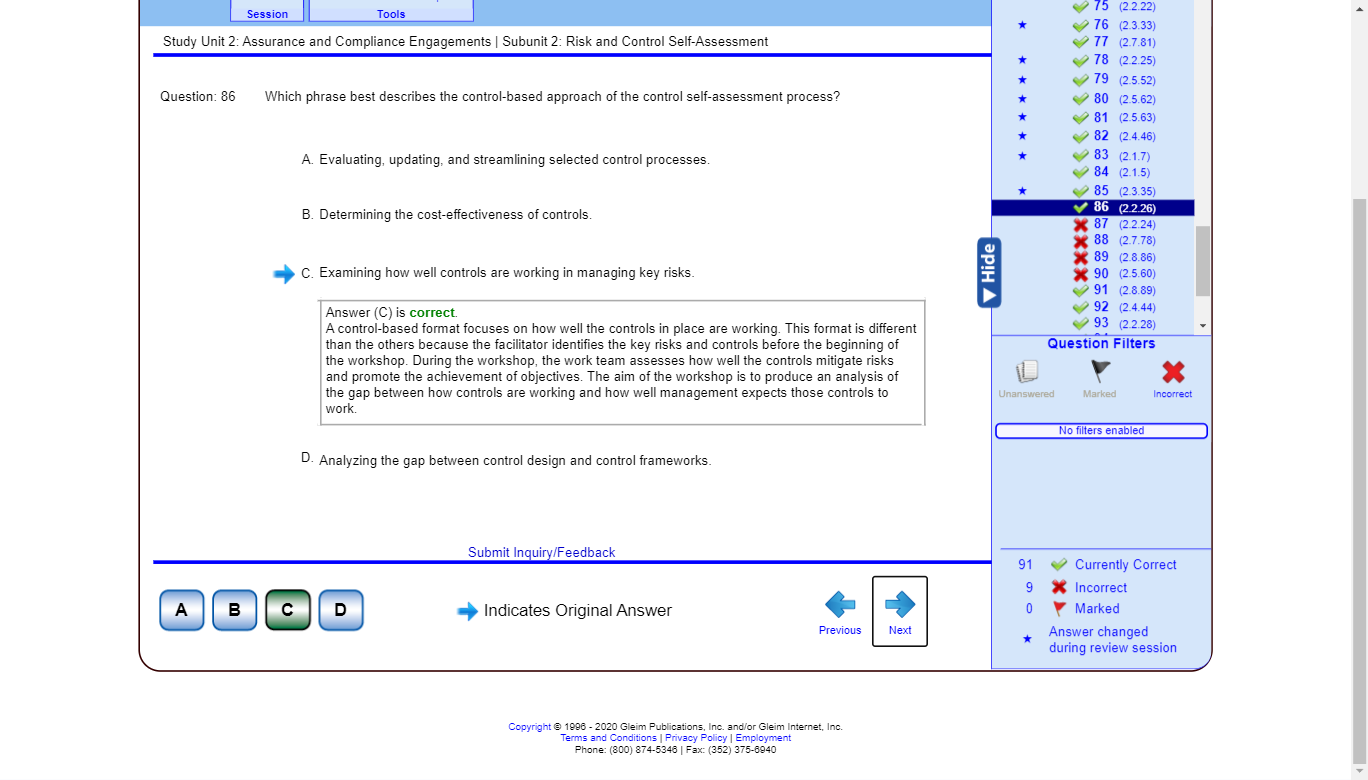 Session
Tools
Study Unit 2: Assurance and Compliance Engagements | Subunit 2: Risk and Control Self-Assessment
Question: 86 Which phrase best describes the control-based approach of the control self-assessment process?
A. Evaluating, updating, and streamlining selected control processes.
B. Determining the cost-effectiveness of controls.
C. Examining how well controls are working in managing key risks.
Answer (C) is correct.
A control-based format focuses on how well the controls in place are working. This format is different
than the others because the facilitator identifies the key risks and controls before the beginning of
the workshop. During the workshop, the work team assesses how well the controls mitigate risks
and promote the achievement of objectives. The aim of the workshop is to produce an analysis of
the gap between how controls are working and how well management expects those controls to
work.
D. Analyzing the gap between control design and control frameworks.
Submit Inquiry/Feedback
A B C D
Indicates Original Answer
Previous
Next
75 (2.2.22)
76 (2.3.33)
77 (2.7.81)
78 (2.2.25)
79 (2.5.52)
80 (2.5.62)
81 (2.5.63)
82 (2.4.46)
83 (2.1.7)
84 (2.1.5)
85 (2.3.35)
86 (2.2.26)
87 (2.2.24)
88 (2.7.78)
89 (2.8.86)
90 (2.5.60)
91 (2.8.89)
92 (2.4.44)
93 (2.2.28)
Hide
Question Filters
Unanswered
Marked
Incorrect
No filters enabled
91 Currently Correct
9 Incorrect
0 Marked
Answer changed
during review session
Copyright © 1996 - 2020 Gleim Publications, Inc. and/or Gleim Internet, Inc.
Terms and Conditions | Privacy Policy | Employment
Phone: (800) 874-5346 | Fax: (352) 375-6940